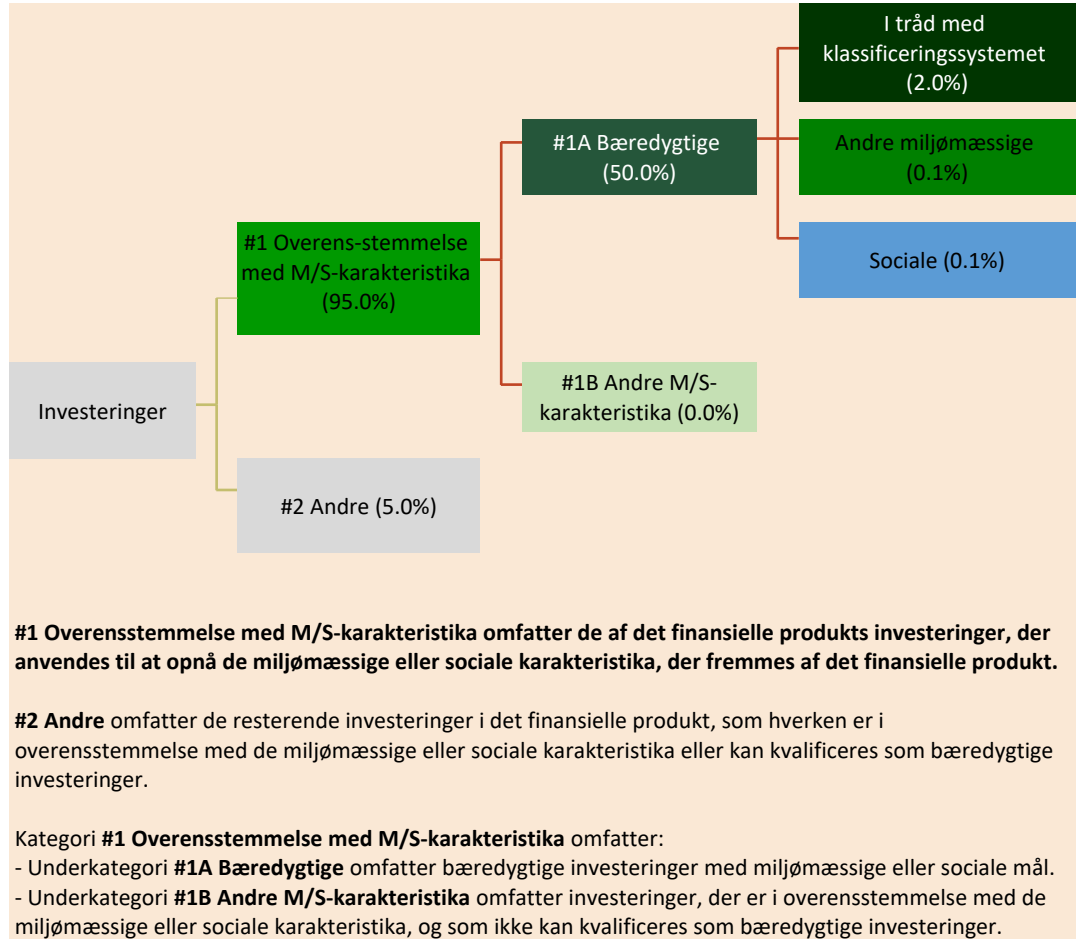 I tråd med
klassificeringssystemet
(2.0%)
#1A Bæredygtige
(50.0%)
Andre miljømæssige
(0.1%)
#1 Overens-stemmelse
med M/S-karakteristika
(95.0%)
Sociale (0.1%)
Investeringer
#1B Andre M/S-
karakteristika (0.0%)
#2 Andre (5.0%)
#1 Overensstemmelse med M/S-karakteristika omfatter de af det finansielle produkts investeringer, der
anvendes til at opnå de miljømæssige eller sociale karakteristika, der fremmes af det finansielle produkt.
#2 Andre omfatter de resterende investeringer i det finansielle produkt, som hverken er i
overensstemmelse med de miljømæssige eller sociale karakteristika eller kan kvalificeres som bæredygtige
investeringer.
Kategori #1 Overensstemmelse med M/S-karakteristika omfatter:
- Underkategori #1A Bæredygtige omfatter bæredygtige investeringer med miljømæssige eller sociale mål.
- Underkategori #1B Andre M/S-karakteristika omfatter investeringer, der er i overensstemmelse med de
miljømæssige eller sociale karakteristika, og som ikke kan kvalificeres som bæredygtige investeringer.